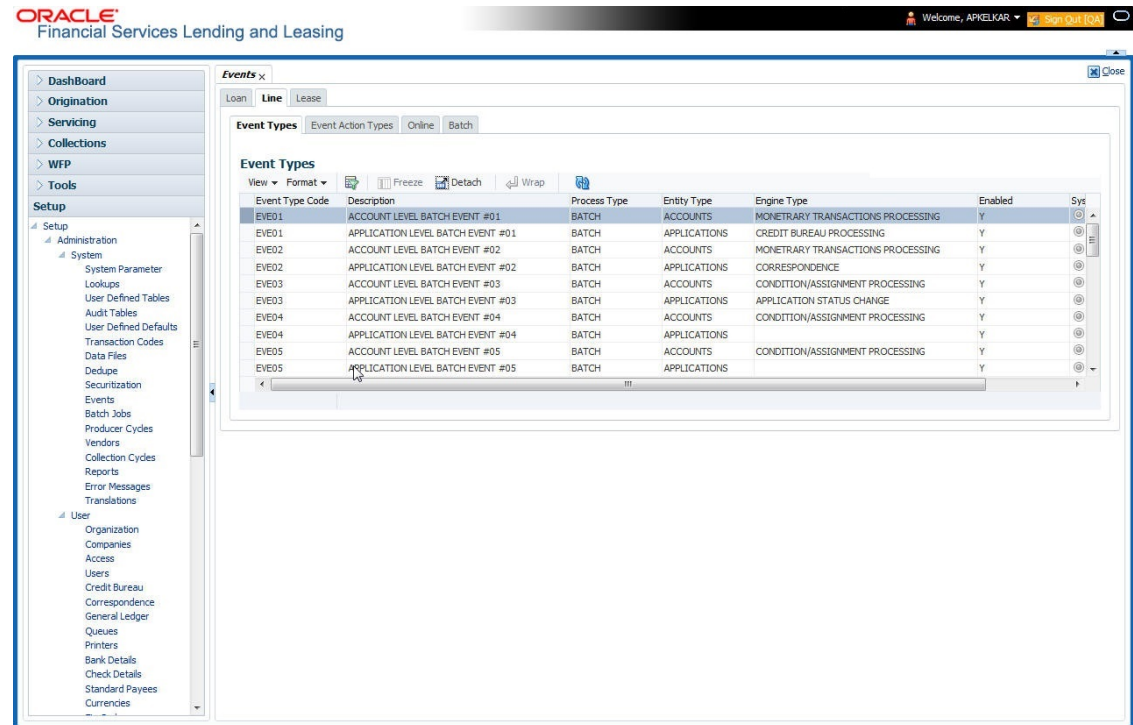 ORACLE
Financial Services Lending and Leasing
Welcome, APKELKAR
Sign Out [QA]
DashBoard
Origination
Servicing
Collections
WFP
Tools
Setup
Setup
Administration
System
System Parameter
Lookups
User Defined Tables
Audit Tables
User Defined Defaults
Transaction Codes
Data Files
Dedupe
Securitization
Events
Batch Jobs
Producer Cycles
Vendors
Collection Cycles
Reports
Error Messages
Translations
User
Organization
Companies
Access
Users
Credit Bureau
Correspondence
General Ledger
Queues
Printers
Bank Details
Check Details
Standard Payees
Currencies
Events
Close
Loan Line Lease
Event Types Event Action Types Online Batch
Event Types
View Format Freeze Detach Wrap
Event Type Code Description Process Type Entity Type Engine Type Enabled Sys
EVE01 ACCOUNT LEVEL BATCH EVENT #01 BATCH ACCOUNTS MONETRARY TRANSACTIONS PROCESSING Y
EVE01 APPLICATION LEVEL BATCH EVENT #01 BATCH APPLICATIONS CREDIT BUREAU PROCESSING Y
EVE02 ACCOUNT LEVEL BATCH EVENT #02 BATCH ACCOUNTS MONETRARY TRANSACTIONS PROCESSING Y
EVE02 APPLICATION LEVEL BATCH EVENT #02 BATCH APPLICATIONS CORRESPONDENCE Y
EVE03 ACCOUNT LEVEL BATCH EVENT #03 BATCH ACCOUNTS CONDITION/ASSIGNMENT PROCESSING Y
EVE03 APPLICATION LEVEL BATCH EVENT #03 BATCH APPLICATIONS APPLICATION STATUS CHANGE Y
EVE04 ACCOUNT LEVEL BATCH EVENT #04 BATCH ACCOUNTS CONDITION/ASSIGNMENT PROCESSING Y
EVE04 APPLICATION LEVEL BATCH EVENT #04 BATCH APPLICATIONS Y
EVE05 ACCOUNT LEVEL BATCH EVENT #05 BATCH ACCOUNTS CONDITION/ASSIGNMENT PROCESSING Y
EVE05 APPLICATION LEVEL BATCH EVENT #05 BATCH APPLICATIONS Y